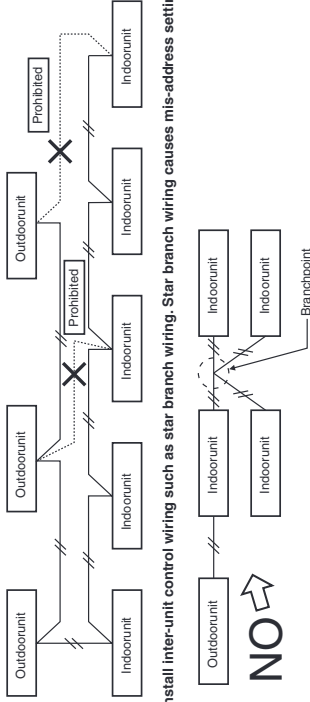 Outdoorunit
Outdoorunit
Outdoorunit
Prohibited
Prohibited
Indoorunit
Indoorunit
Indoorunit
Indoorunit
Indoorunit
nstall inter-unit control wiring such as star branch wiring. Star branch wiring causes mis-address settin
Outdoorunit
Indoorunit
Indoorunit
Indoorunit
Indoorunit
NO
Branchpoint